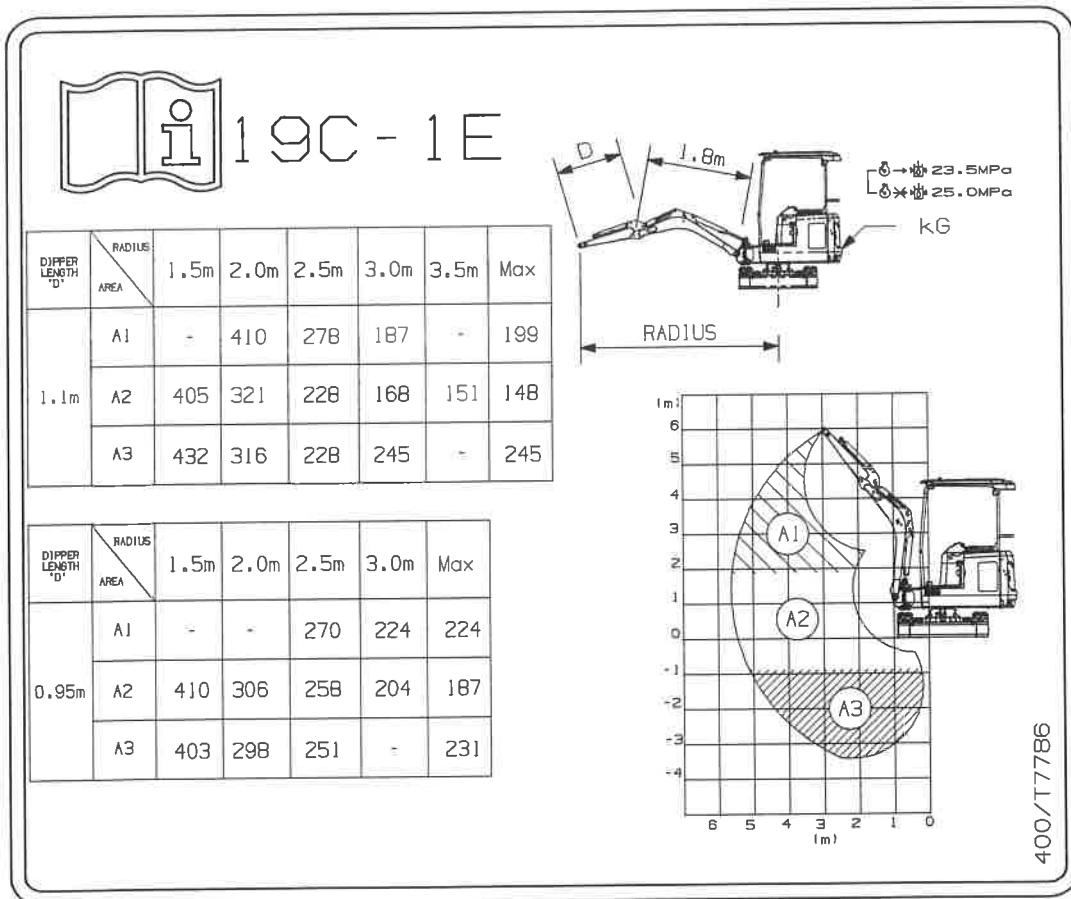 19C-1E
D
1.8m
23.5MPa
25.0MPa
kG
RADIUS
DIPPER LENGTH "D" RADIUS AREA 1.5m 2.0m 2.5m 3.0m 3.5m Max
1.1m
A1 - 410 278 187 - 199
A2 405 321 228 168 151 148
A3 432 316 228 245 - 245
DIPPER LENGTH "D" RADIUS AREA 1.5m 2.0m 2.5m 3.0m Max
0.95m
A1 - - 270 224 224
A2 410 306 258 204 187
A3 403 298 251 - 231
(m)
6
5
4
3
2
1
0
-1
-2
-3
-4
A1
A2
A3
6 5 4 3 2 1 0
(m)
400/T7786